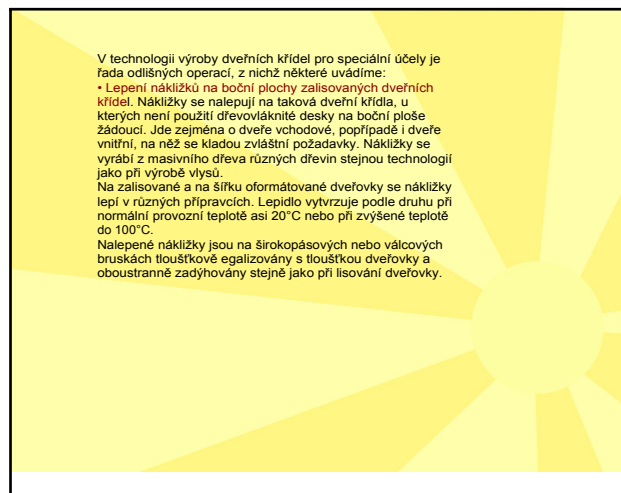 V technologii výroby dveřních křídel pro speciální účely je
řada odlišných operací, z nichž některé uvádíme:
• Lepení nákližků na boční plochy zalisovaných dveřních
křídel. Nákližky se nalepují na taková dveřní křídla, u
kterých není použití dřevovláknité desky na boční ploše
žádoucí. Jde zejména o dveře vchodové, popřípadě i dveře
vnitřní, na něž se kladou zvláštní požadavky. Nákližky se
vyrábí z masivního dřeva různých dřevin stejnou technologií
jako při výrobě vlysů.
Na zalisované a na šířku oformátované dveřovky se nákližky
lepí v různých přípravcích. Lepidlo vytvrzuje podle druhu při
normální provozní teplotě asi 20°C nebo při zvýšené teplotě
do 100°C.
Nalepené nákližky jsou na širokopásových nebo válcových
bruskách tloušťkově egalizovány s tloušťkou dveřovky a
oboustranně zadýhovány stejně jako při lisování dveřovky.